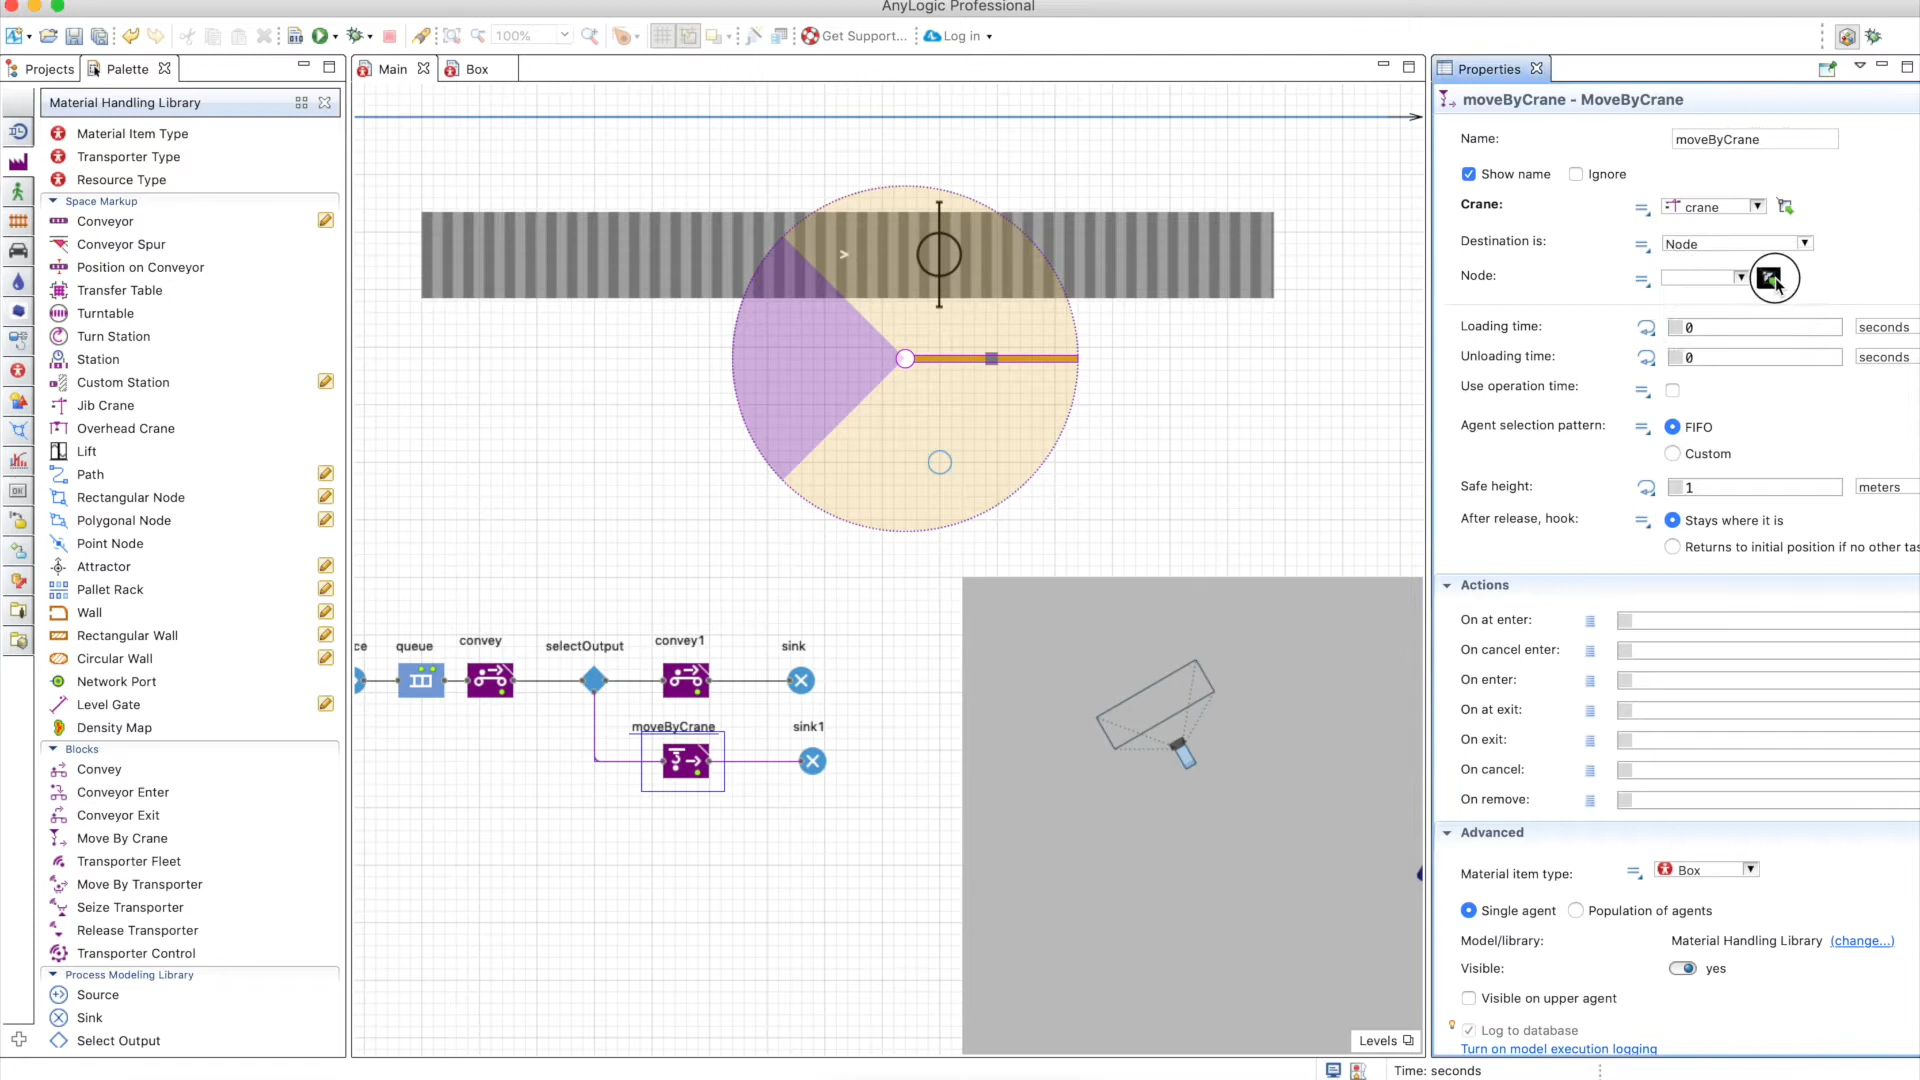 AnyLogic Professional
100%
Get Support...
Log in
Projects
Palette
Material Handling Library
Material Item Type
Transporter Type
Resource Type
Space Markup
Conveyor
Conveyor Spur
Position on Conveyor
Transfer Table
Turntable
Turn Station
Station
Custom Station
Jib Crane
Overhead Crane
Lift
Path
Rectangular Node
Polygonal Node
Point Node
Attractor
Pallet Rack
Wall
Rectangular Wall
Circular Wall
Network Port
Level Gate
Density Map
Blocks
Convey
Conveyor Enter
Conveyor Exit
Move By Crane
Transporter Fleet
Move By Transporter
Seize Transporter
Release Transporter
Transporter Control
Process Modeling Library
Source
Sink
Select Output
Main
Box
ce
queue
convey
selectOutput
convey1
sink
moveByCrane
sink1
Levels
Properties
moveByCrane - MoveByCrane
Name:
moveByCrane
Show name
Ignore
Crane:
crane
Destination is:
Node
Node:
Loading time:
0
seconds
Unloading time:
0
seconds
Use operation time:
Agent selection pattern:
FIFO
Custom
Safe height:
1
meters
After release, hook:
Stays where it is
Returns to initial position if no other tas
Actions
On at enter:
On cancel enter:
On enter:
On at exit:
On exit:
On cancel:
On remove:
Advanced
Material item type:
Box
Single agent
Population of agents
Model/library:
Material Handling Library (change...)
Visible:
yes
Visible on upper agent
Log to database
Turn on model execution logging
Time: seconds